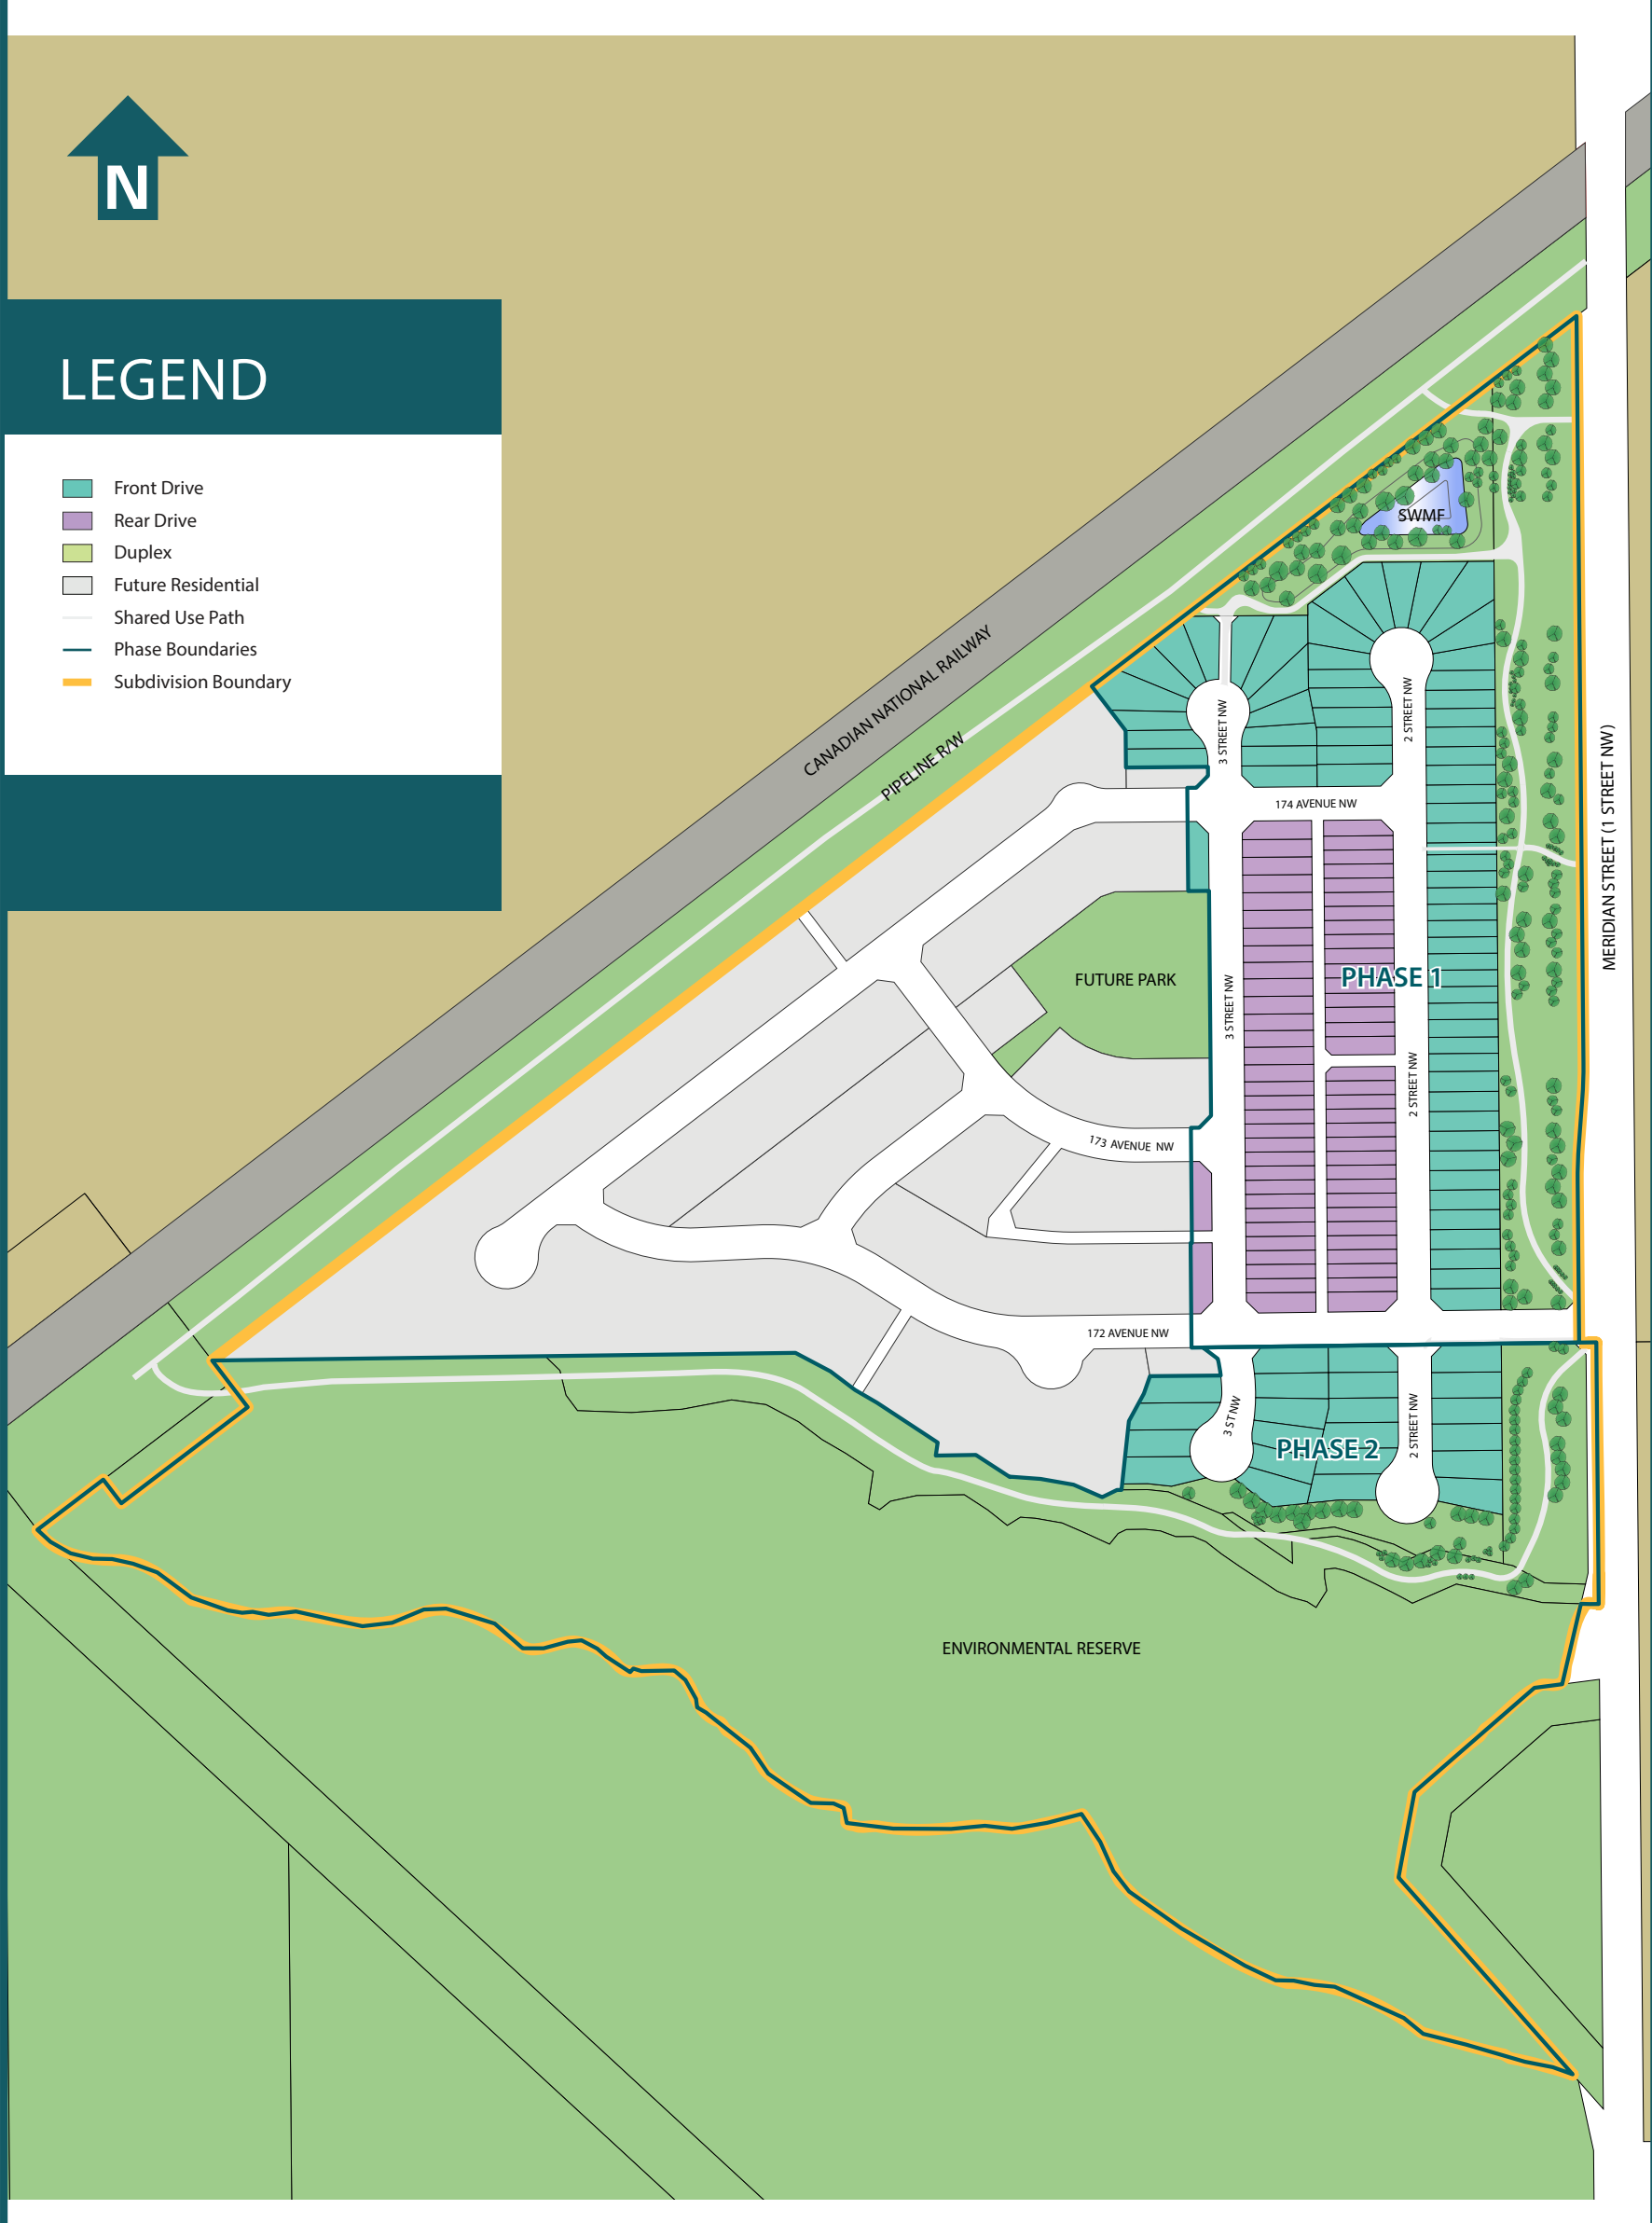 N
LEGEND
Front Drive
Rear Drive
Duplex
Future Residential
Shared Use Path
Phase Boundaries
Subdivision Boundary
CANADIAN NATIONAL RAILWAY
PIPELINE R/W
SWMF
3 STREET NW
2 STREET NW
174 AVENUE NW
MERIDIAN STREET (1 STREET NW)
FUTURE PARK
PHASE 1
3 STREET NW
2 STREET NW
173 AVENUE NW
172 AVENUE NW
3 ST NW
2 STREET NW
PHASE 2
ENVIRONMENTAL RESERVE